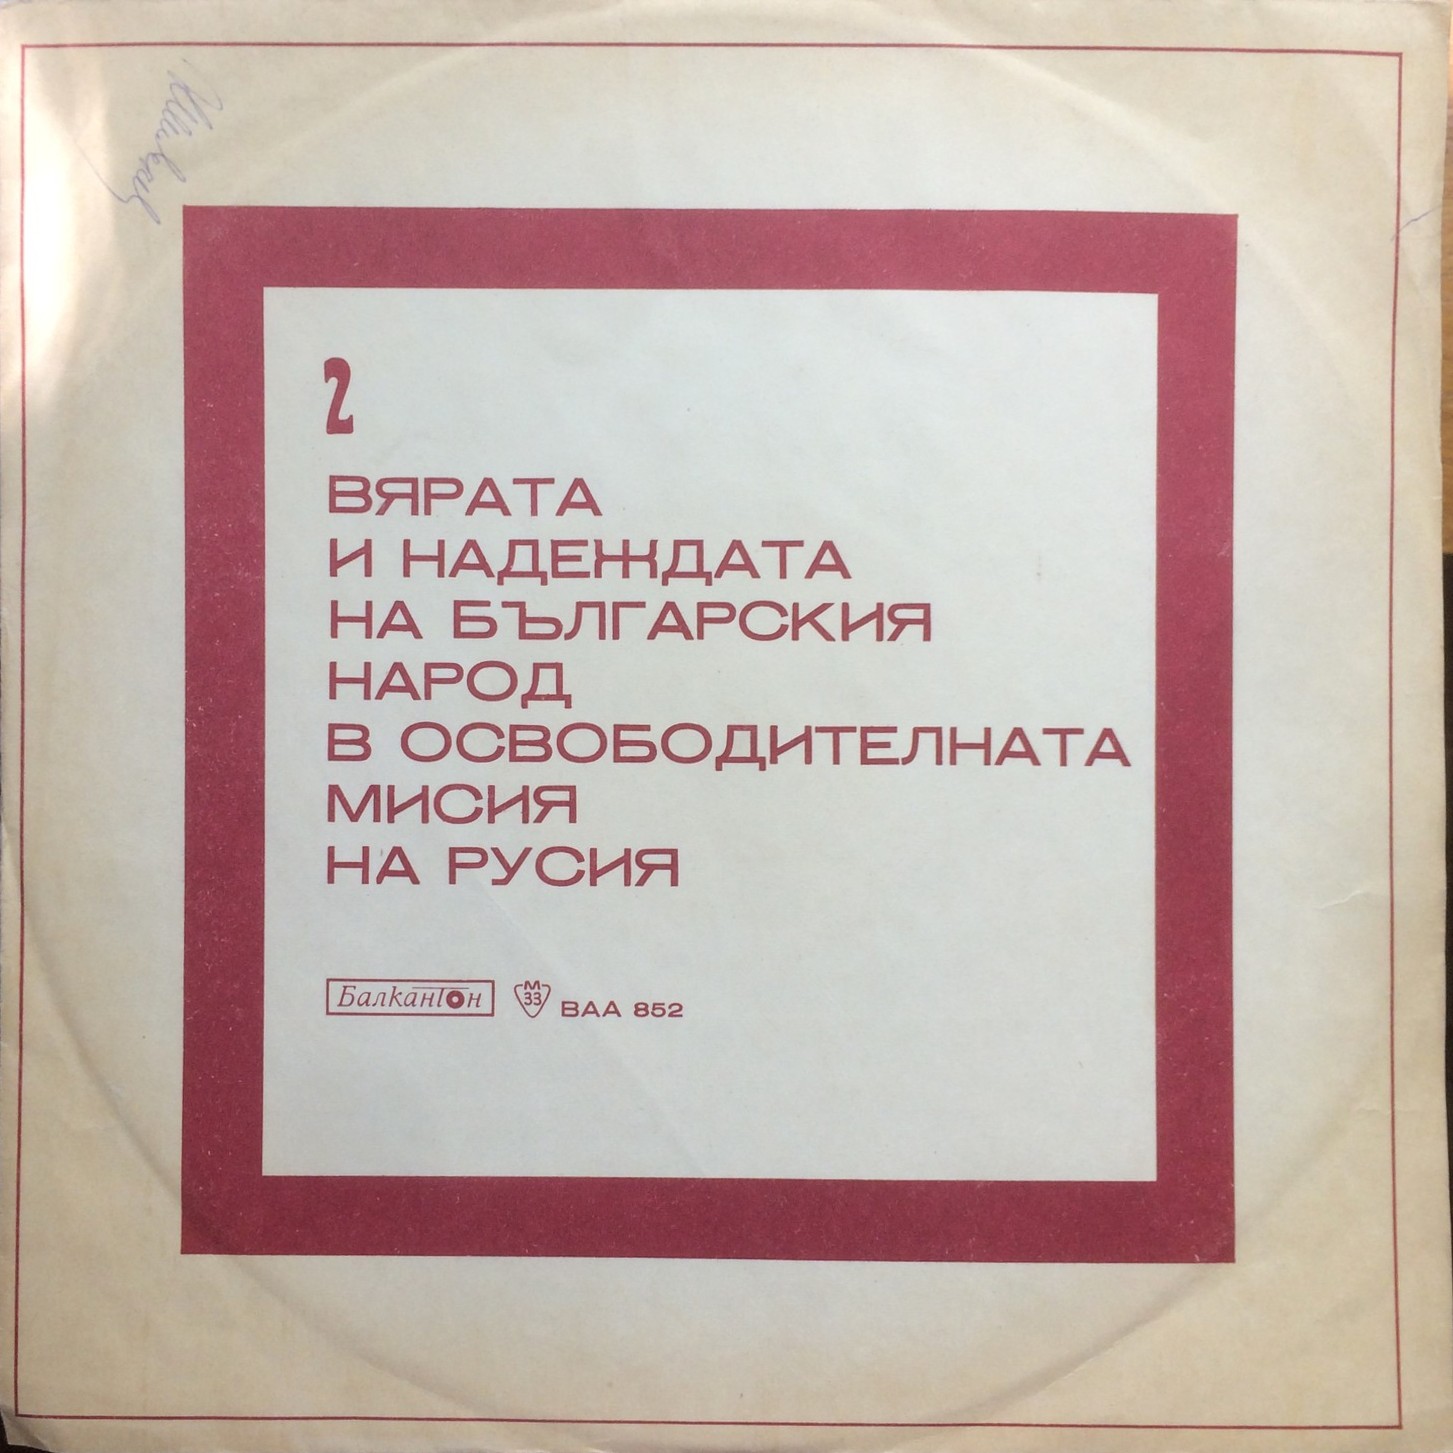 2
ВЯРАТА
И НАДЕЖДАТА
НА БЪЛГАРСКИЯ
НАРОД
В ОСВОБОДИТЕЛНАТА
МИСИЯ
НА РУСИЯ
Балкантон М 33 ВАА 852